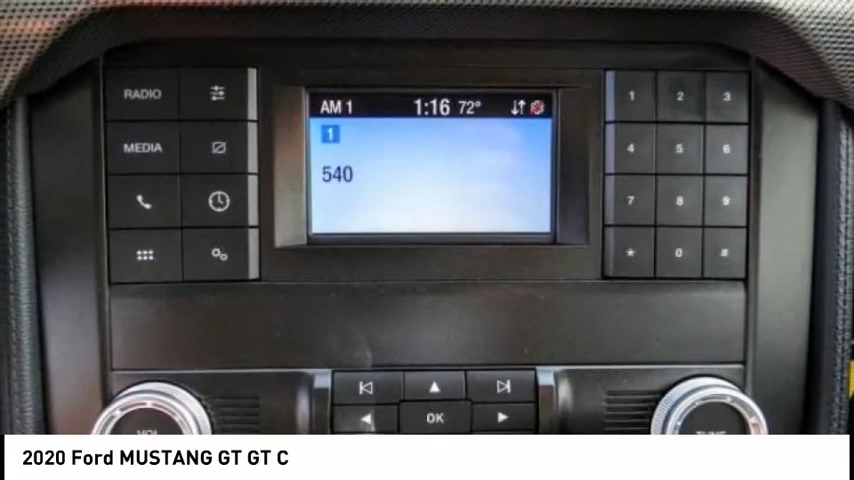 RADIO
MEDIA
AM 1 1:16 72°
1
540
1 2 3
4 5 6
7 8 9
* 0 #
OK
VOL
TUNE
2020 Ford MUSTANG GT GT C